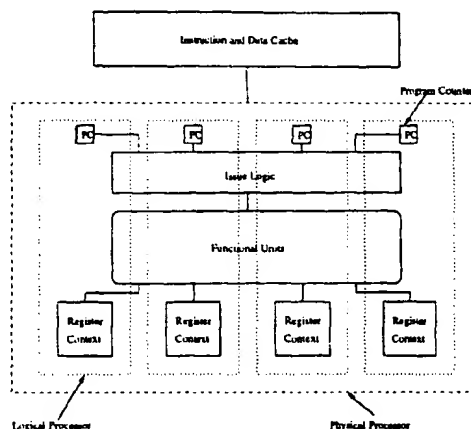 Instruction and Data Cache
Program Counter
PC PC PC PC
Issue Logic
Functional Units
Register Register Register Register
Context Context Context Context
Logical Processor
Physical Processor